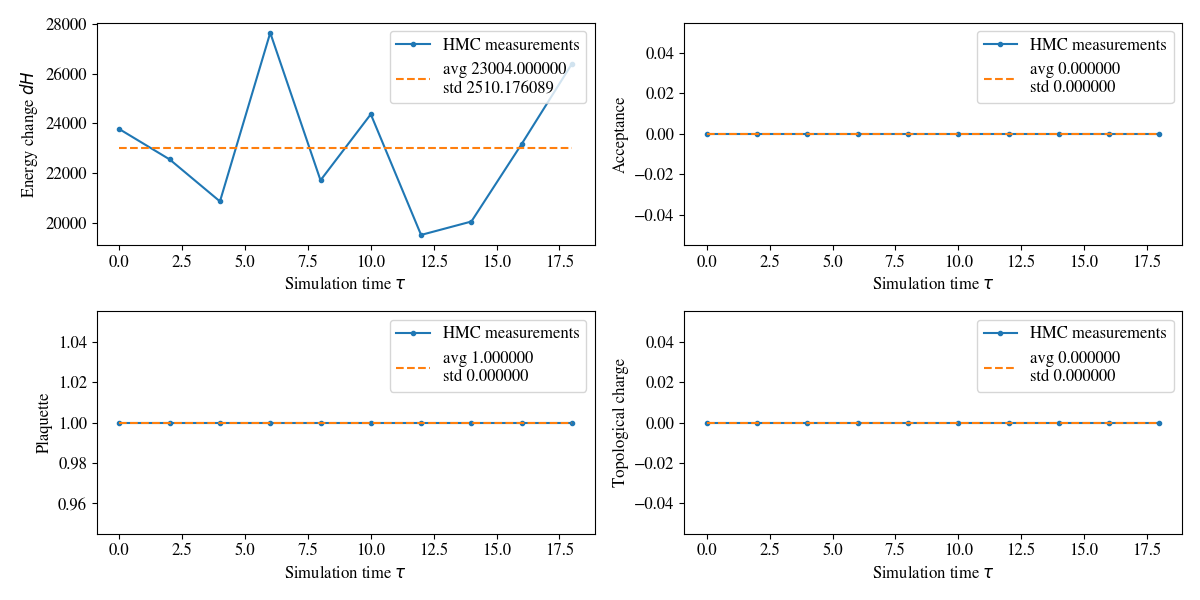 28000
26000
24000
22000
20000
Energy change dH
HMC measurements
avg 23004.000000
std 2510.176089
0.0 2.5 5.0 7.5 10.0 12.5 15.0 17.5
Simulation time τ
0.04
0.02
0.00
−0.02
−0.04
Acceptance
HMC measurements
avg 0.000000
std 0.000000
0.0 2.5 5.0 7.5 10.0 12.5 15.0 17.5
Simulation time τ
1.04
1.02
1.00
0.98
0.96
Plaquette
HMC measurements
avg 1.000000
std 0.000000
0.0 2.5 5.0 7.5 10.0 12.5 15.0 17.5
Simulation time τ
0.04
0.02
0.00
−0.02
−0.04
Topological charge
HMC measurements
avg 0.000000
std 0.000000
0.0 2.5 5.0 7.5 10.0 12.5 15.0 17.5
Simulation time τ